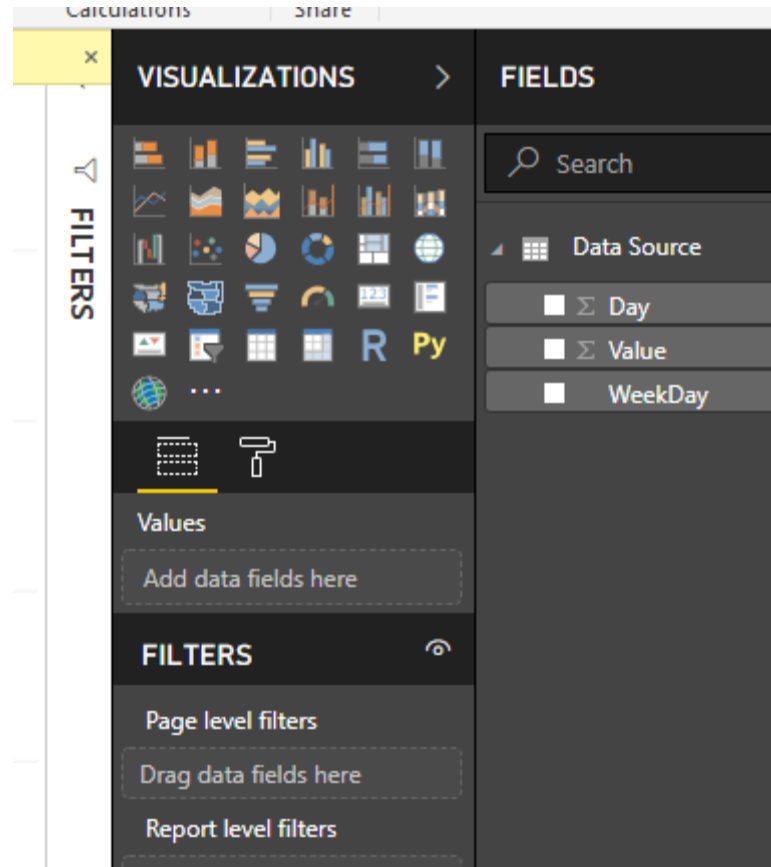 Calculations Share
VISUALIZATIONS
FIELDS
Search
FILTERS
Data Source
Σ Day
Σ Value
WeekDay
123
R
Py
Values
Add data fields here
FILTERS
Page level filters
Drag data fields here
Report level filters